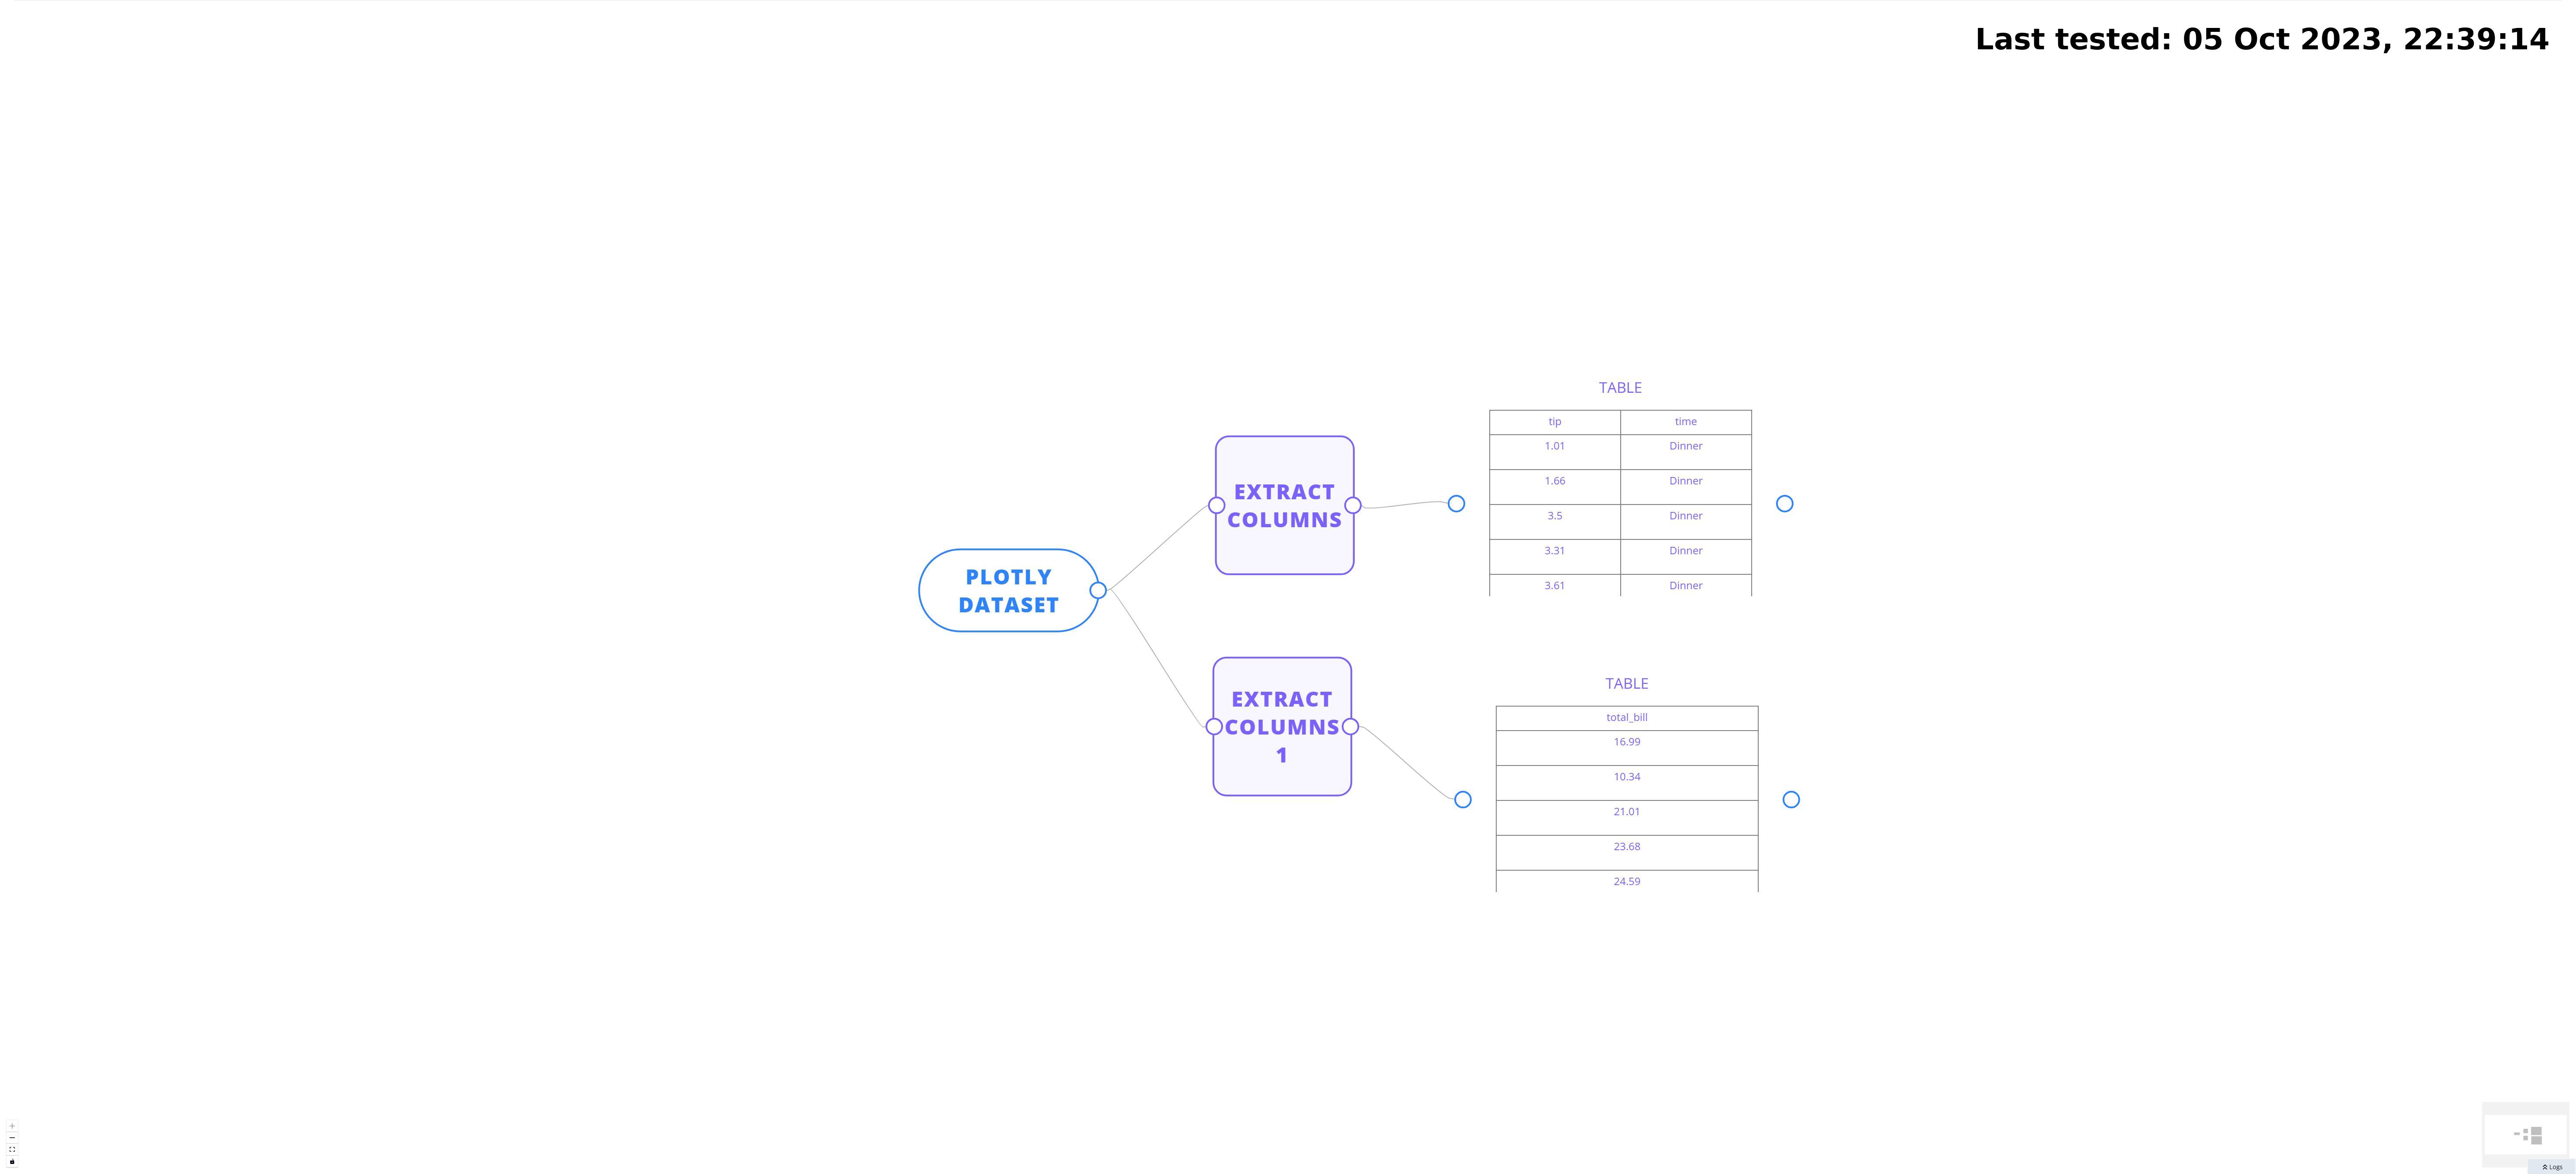 Last tested: 05 Oct 2023, 22:39:14
PLOTLY
DATASET
EXTRACT
COLUMNS
TABLE
tip time
1.01 Dinner
1.66 Dinner
3.5 Dinner
3.31 Dinner
3.61 Dinner
EXTRACT
COLUMNS
1
TABLE
total_bill
16.99
10.34
21.01
23.68
24.59
Logs